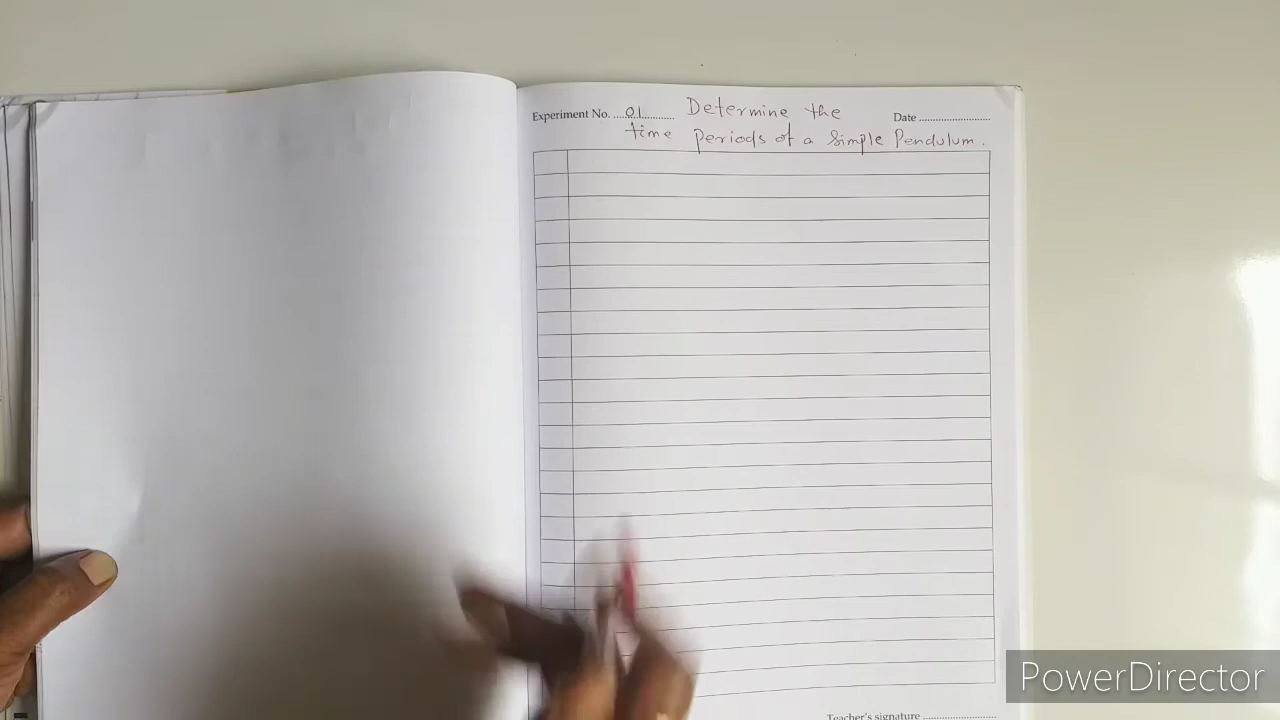 Experiment No. ....01............ Determine the Date ..........................
time periods of a Simple Pendulum.
Teacher's signature ..........................
PowerDirector